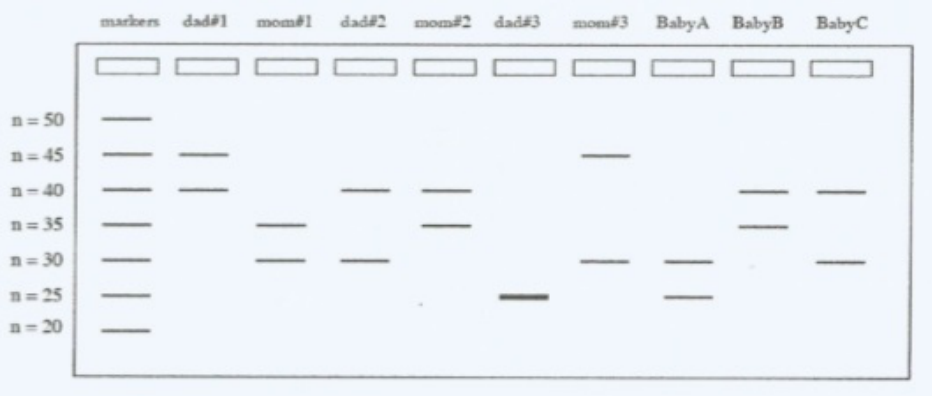 markers dad#1 mom#1 dad#2 mom#2 dad#3 mom#3 BabyA BabyB BabyC
n = 50
n = 45
n = 40
n = 35
n = 30
n = 25
n = 20